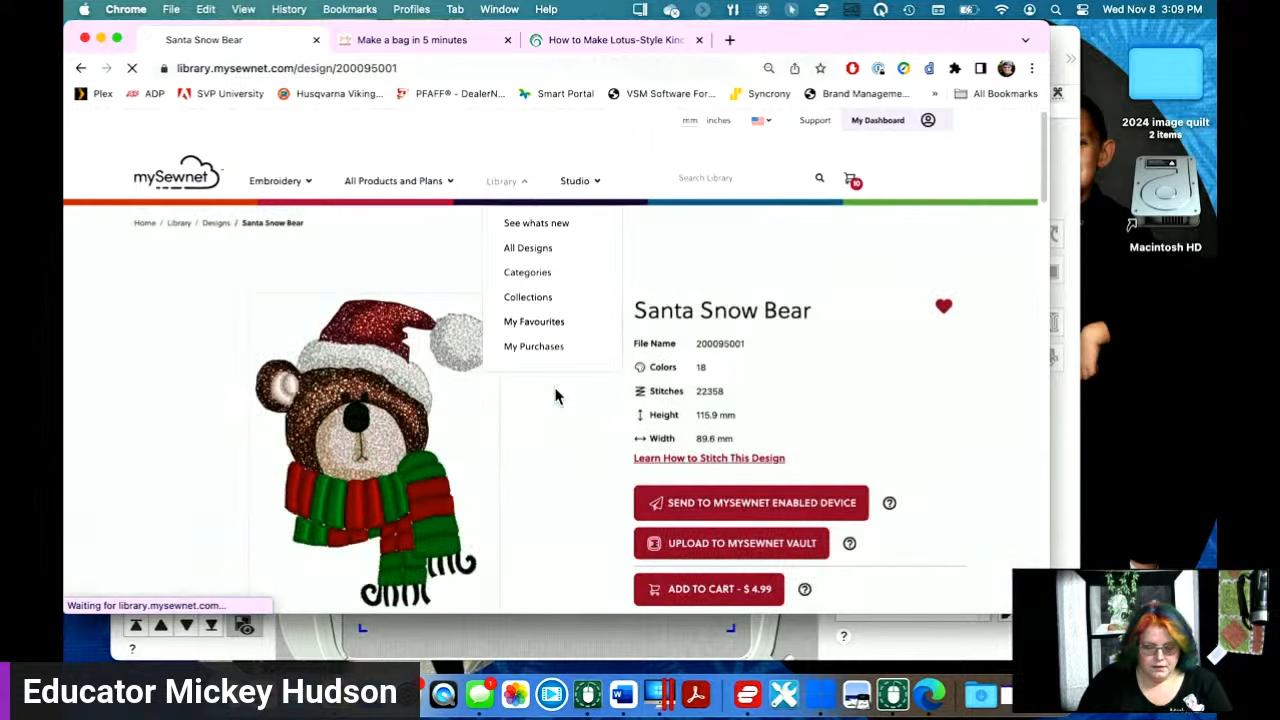 Chrome File Edit View History Bookmarks Profiles Tab Window Help Wed Nov 8 3:09 PM
Santa Snow Bear Make a bag in 5 minutes How to Make Lotus-Style Kinc
library.mysewnet.com/design/200095001
Plex ADP SVP University Husqvarna Viking... PFAFF® - DealerN... Smart Portal VSM Software For... Syncrony Brand Manageme... » All Bookmarks
mm inches Support My Dashboard
mySewnet Embroidery All Products and Plans Library Studio Search Library 10
Home / Library / Designs / Santa Snow Bear
See whats new
All Designs
Categories
Collections
My Favourites
My Purchases
Santa Snow Bear
File Name 200095001
Colors 18
Stitches 22358
Height 115.9 mm
Width 89.6 mm
Learn How to Stitch This Design
SEND TO MYSEWNET ENABLED DEVICE ?
UPLOAD TO MYSEWNET VAULT ?
ADD TO CART - $ 4.99 ?
Waiting for library.mysewnet.com...
? ?
2024 image quilt
2 items
Macintosh HD
1
Educator Mickey Hudson